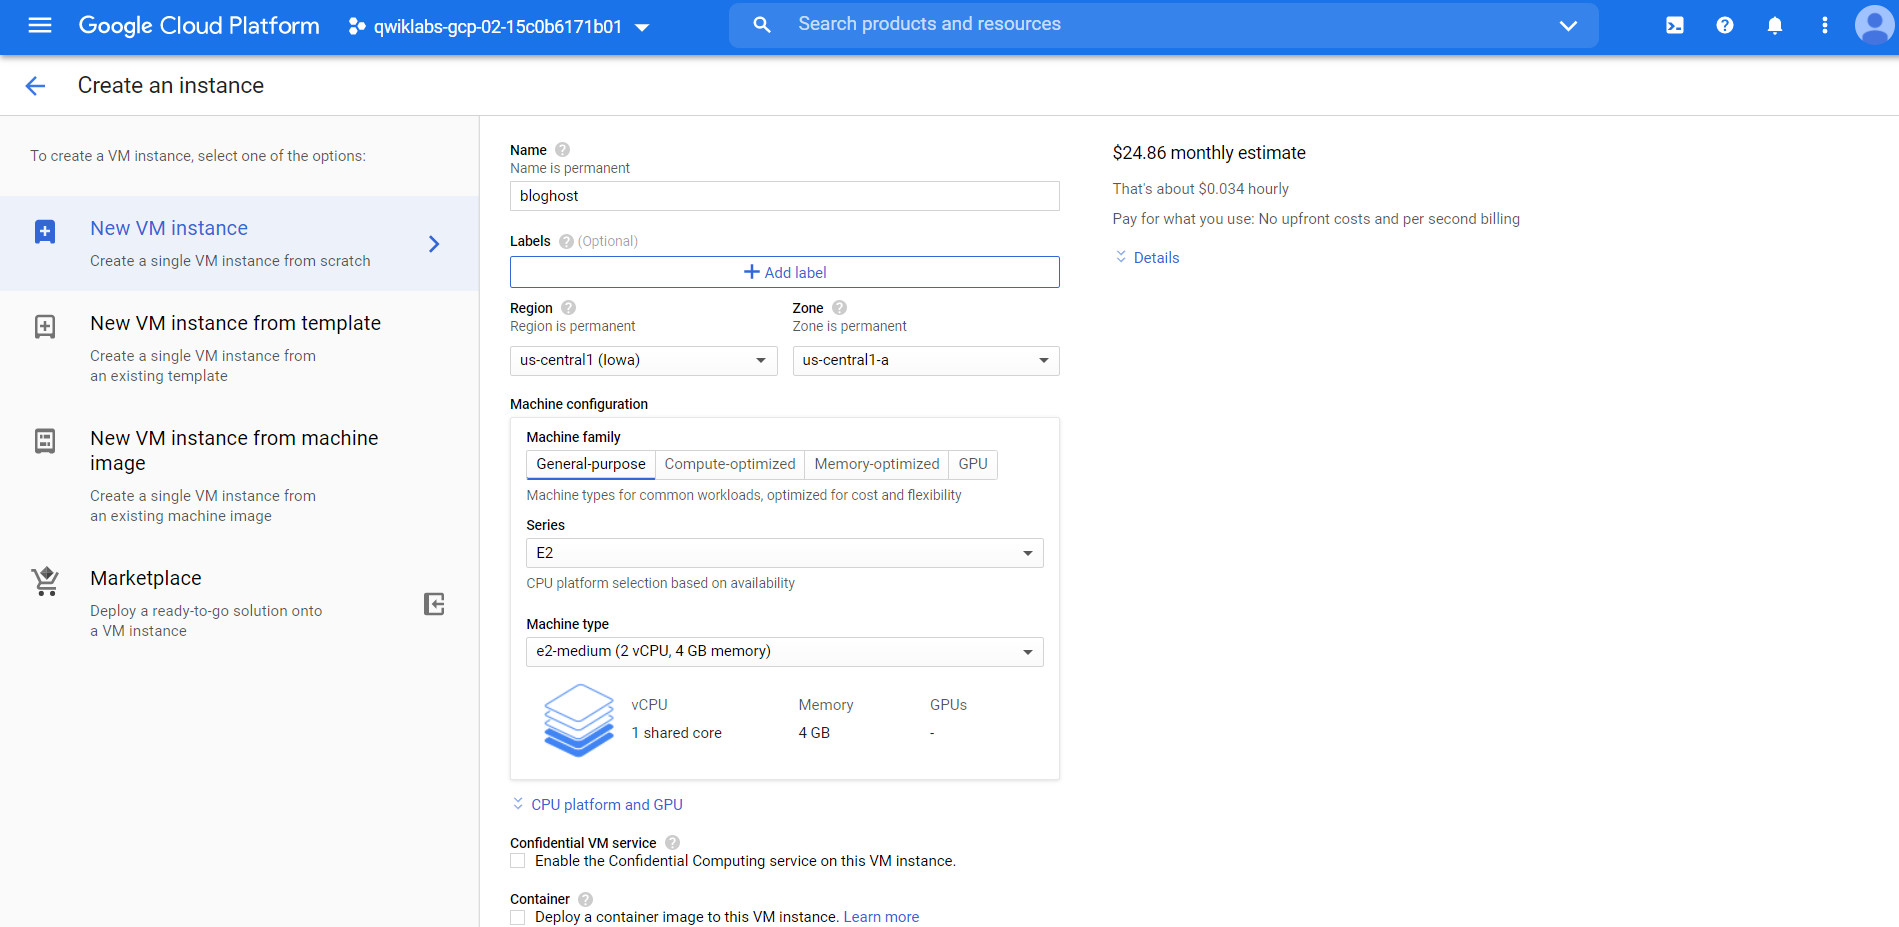 Google Cloud Platform
qwiklabs-gcp-02-15c0b6171b01
Search products and resources
Create an instance
To create a VM instance, select one of the options:
New VM instance
Create a single VM instance from scratch
New VM instance from template
Create a single VM instance from
an existing template
New VM instance from machine
image
Create a single VM instance from
an existing machine image
Marketplace
Deploy a ready-to-go solution onto
a VM instance
Name
Name is permanent
bloghost
Labels (Optional)
Add label
Region
Region is permanent
us-central1 (Iowa)
Zone
Zone is permanent
us-central1-a
Machine configuration
Machine family
General-purpose Compute-optimized Memory-optimized GPU
Machine types for common workloads, optimized for cost and flexibility
Series
E2
CPU platform selection based on availability
Machine type
e2-medium (2 vCPU, 4 GB memory)
vCPU Memory GPUs
1 shared core 4 GB -
CPU platform and GPU
Confidential VM service
Enable the Confidential Computing service on this VM instance.
Container
Deploy a container image to this VM instance. Learn more
$24.86 monthly estimate
That's about $0.034 hourly
Pay for what you use: No upfront costs and per second billing
Details